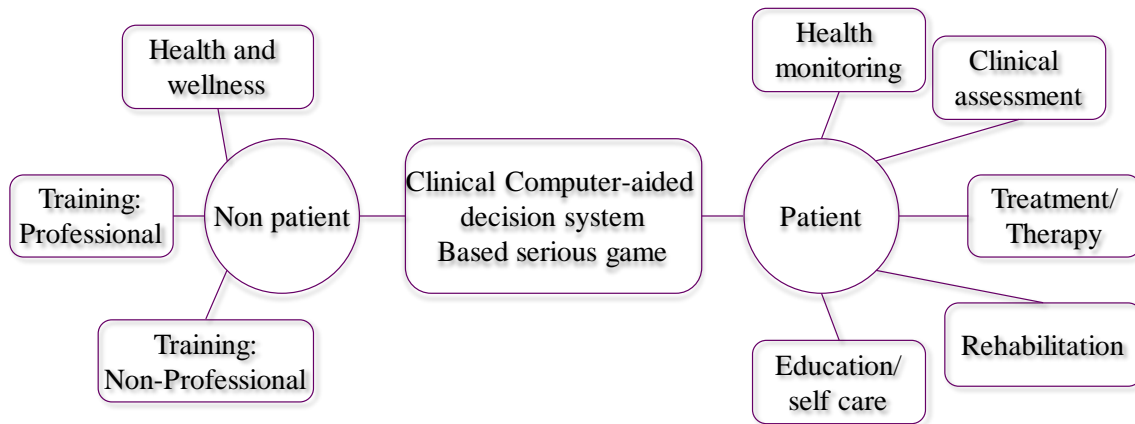 Health and
wellness
Training:
Professional
Training:
Non-Professional
Non patient
Clinical Computer-aided
decision system
Based serious game
Patient
Health
monitoring
Clinical
assessment
Treatment/
Therapy
Rehabilitation
Education/
self care